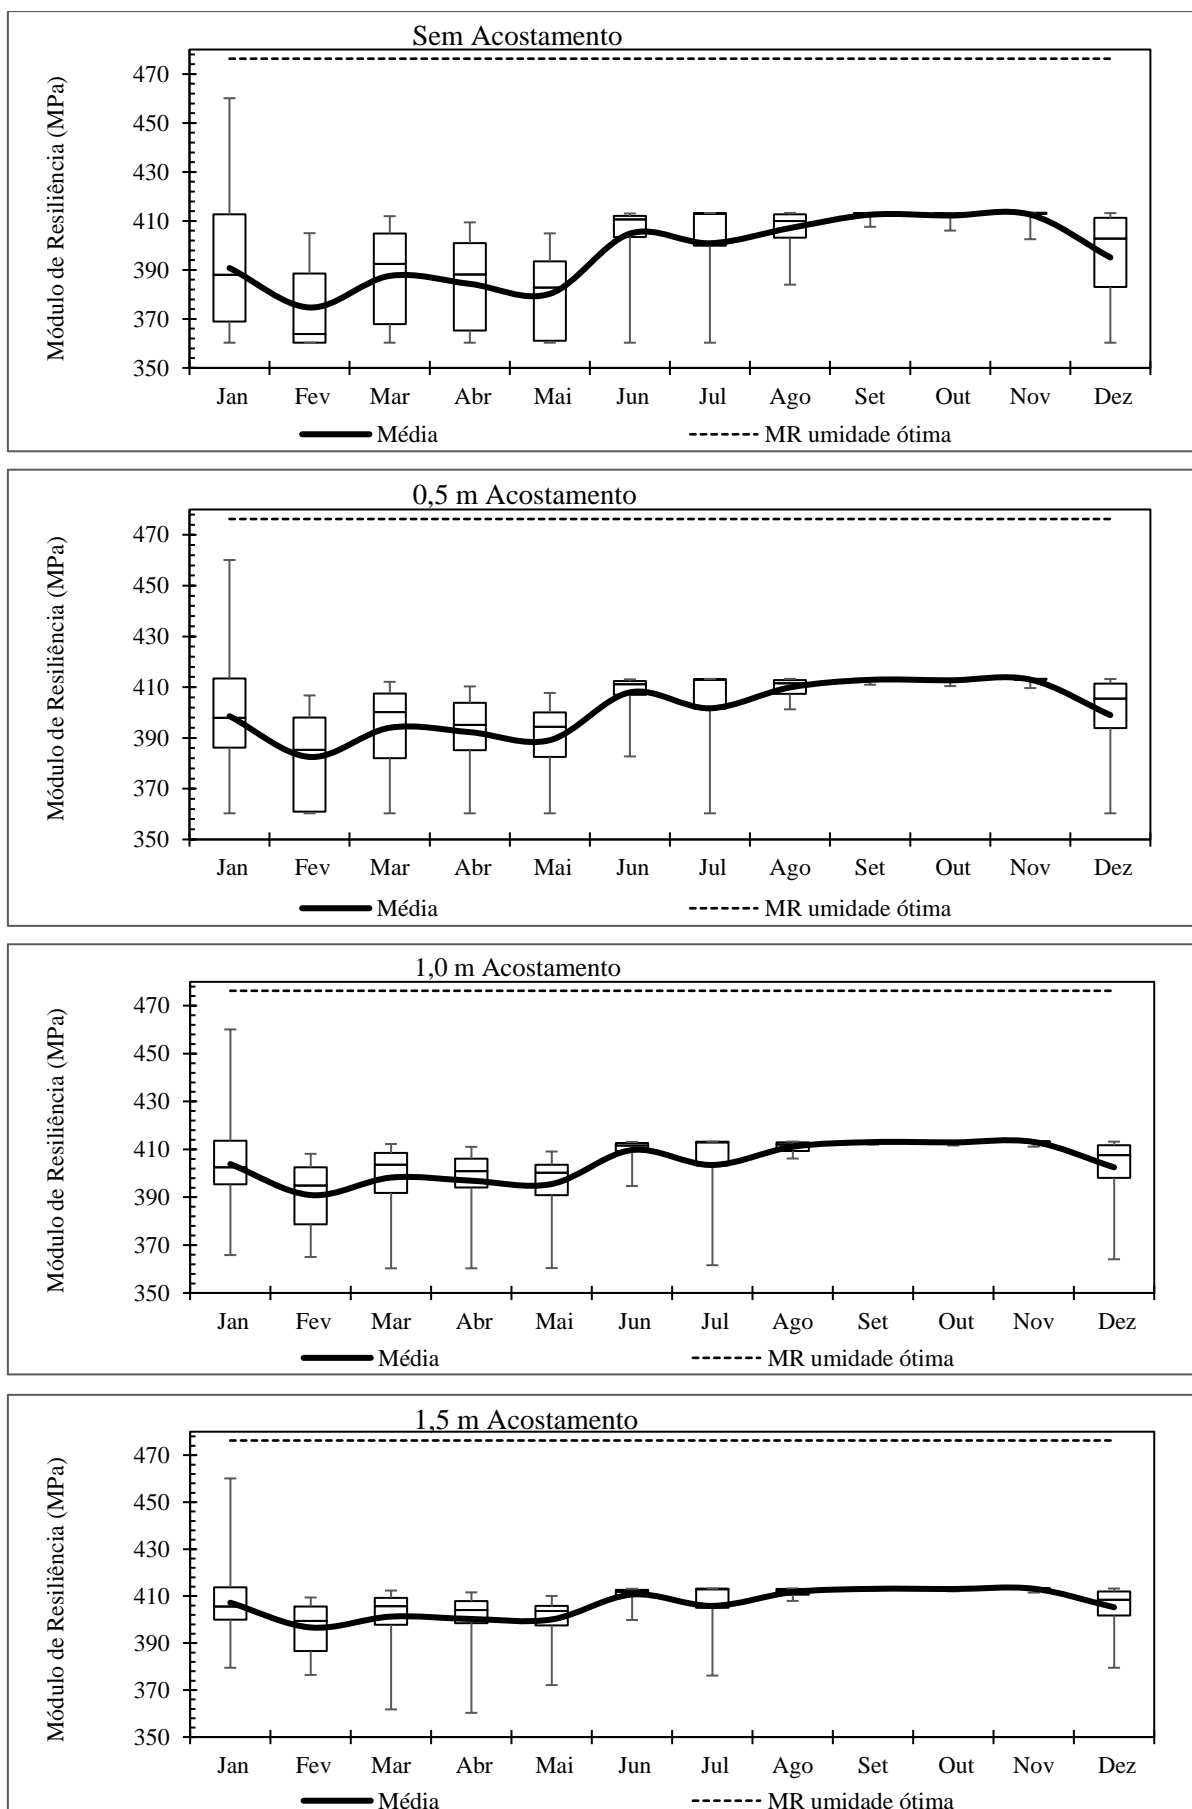 Sem Acostamento
Módulo de Resiliência (MPa)
470
450
430
410
390
370
350
Jan Fev Mar Abr Mai Jun Jul Ago Set Out Nov Dez
Média MR umidade ótima
0,5 m Acostamento
Módulo de Resiliência (MPa)
470
450
430
410
390
370
350
Jan Fev Mar Abr Mai Jun Jul Ago Set Out Nov Dez
Média MR umidade ótima
1,0 m Acostamento
Módulo de Resiliência (MPa)
470
450
430
410
390
370
350
Jan Fev Mar Abr Mai Jun Jul Ago Set Out Nov Dez
Média MR umidade ótima
1,5 m Acostamento
Módulo de Resiliência (MPa)
470
450
430
410
390
370
350
Jan Fev Mar Abr Mai Jun Jul Ago Set Out Nov Dez
Média MR umidade ótima